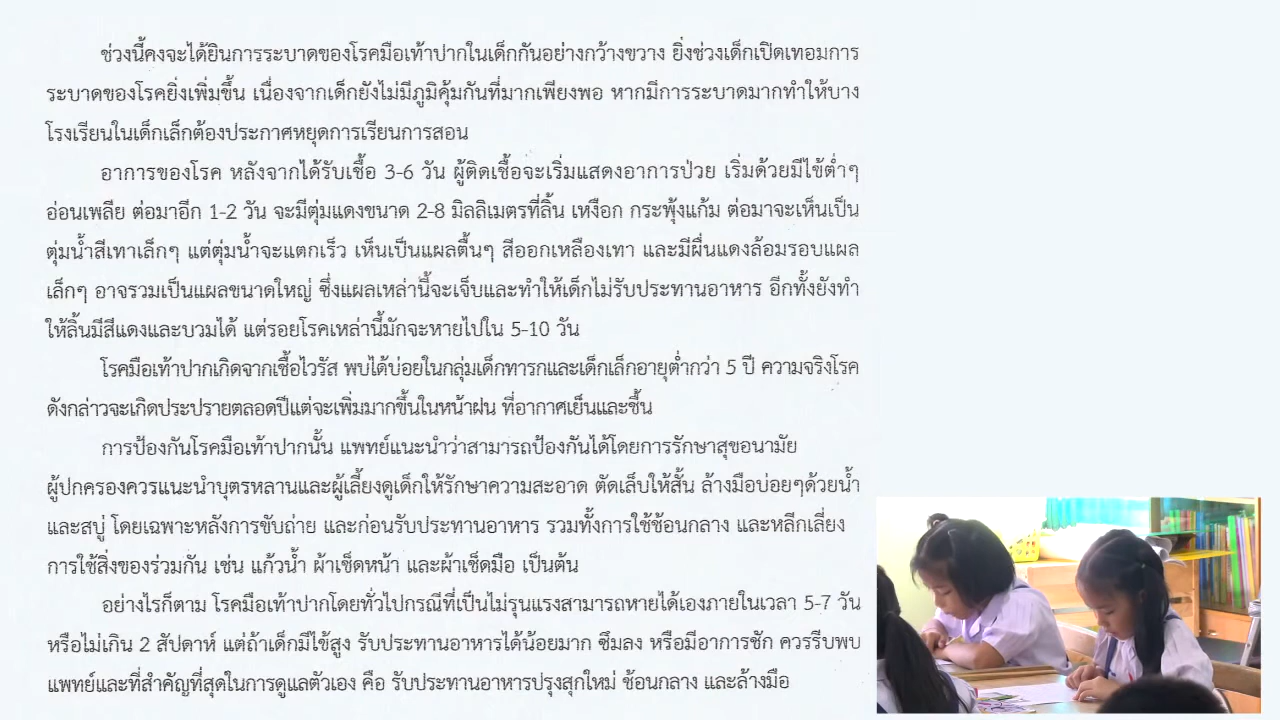 ช่วงนี้คงจะได้ยินการระบาดของโรคมือเท้าปากในเด็กกันอย่างกว้างขวาง ยิ่งช่วงเด็กเปิดเทอมการ
ระบาดของโรคยิ่งเพิ่มขึ้น เนื่องจากเด็กยังไม่มีภูมิคุ้มกันที่มากเพียงพอ หากมีการระบาดมากทำให้บาง
โรงเรียนในเด็กเล็กต้องประกาศหยุดการเรียนการสอน
อาการของโรค หลังจากได้รับเชื้อ 3-6 วัน ผู้ติดเชื้อจะเริ่มแสดงอาการป่วย เริ่มด้วยมีไข้ต่ำๆ
อ่อนเพลีย ต่อมาอีก 1-2 วัน จะมีตุ่มแดงขนาด 2-8 มิลลิเมตรที่ลิ้น เหงือก กระพุ้งแก้ม ต่อมาจะเห็นเป็น
ตุ่มน้ำสีเทาเล็กๆ แต่ตุ่มน้ำจะแตกเร็ว เห็นเป็นแผลตื้นๆ สีออกเหลืองเทา และมีผื่นแดงล้อมรอบแผล
เล็กๆ อาจรวมเป็นแผลขนาดใหญ่ ซึ่งแผลเหล่านี้จะเจ็บและทำให้เด็กไม่รับประทานอาหาร อีกทั้งยังทำ
ให้ลิ้นมีสีแดงและบวมได้ แต่รอยโรคเหล่านี้มักจะหายไปใน 5-10 วัน
โรคมือเท้าปากเกิดจากเชื้อไวรัส พบได้บ่อยในกลุ่มเด็กทารกและเด็กเล็กอายุต่ำกว่า 5 ปี ความจริงโรค
ดังกล่าวจะเกิดประปรายตลอดปีแต่จะเพิ่มมากขึ้นในหน้าฝน ที่อากาศเย็นและชื้น
การป้องกันโรคมือเท้าปากนั้น แพทย์แนะนำว่าสามารถป้องกันได้โดยการรักษาสุขอนามัย
ผู้ปกครองควรแนะนำบุตรหลานและผู้เลี้ยงดูเด็กให้รักษาความสะอาด ตัดเล็บให้สั้น ล้างมือบ่อยๆด้วยน้ำ
และสบู่ โดยเฉพาะหลังการขับถ่าย และก่อนรับประทานอาหาร รวมทั้งการใช้ช้อนกลาง และหลีกเลี่ยง
การใช้สิ่งของร่วมกัน เช่น แก้วน้ำ ผ้าเช็ดหน้า และผ้าเช็ดมือ เป็นต้น
อย่างไรก็ตาม โรคมือเท้าปากโดยทั่วไปกรณีที่เป็นไม่รุนแรงสามารถหายได้เองภายในเวลา 5-7 วัน
หรือไม่เกิน 2 สัปดาห์ แต่ถ้าเด็กมีไข้สูง รับประทานอาหารได้น้อยมาก ซึมลง หรือมีอาการชัก ควรรีบพบ
แพทย์และที่สำคัญที่สุดในการดูแลตัวเอง คือ รับประทานอาหารปรุงสุกใหม่ ช้อนกลาง และล้างมือ